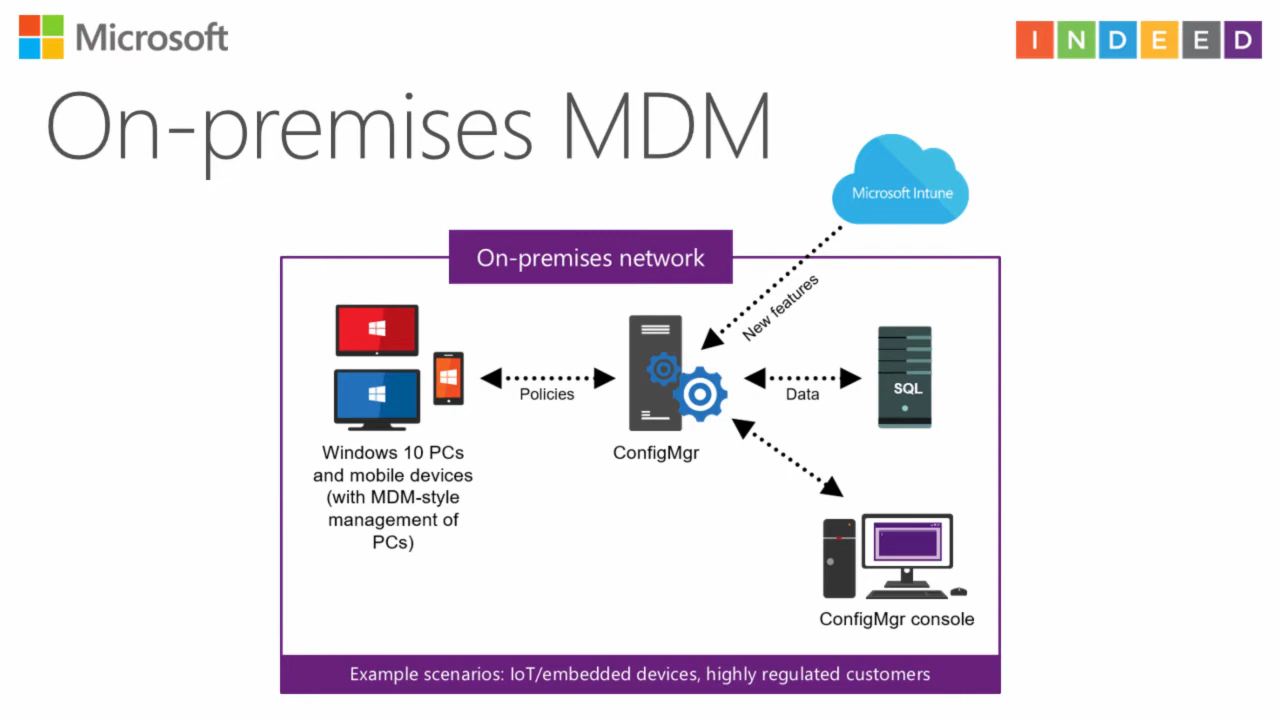 Microsoft
INDEED
On-premises MDM
Microsoft Intune
On-premises network
New features
Policies
Data
SQL
Windows 10 PCs
and mobile devices
(with MDM-style
management of
PCs)
ConfigMgr
ConfigMgr console
Example scenarios: IoT/embedded devices, highly regulated customers